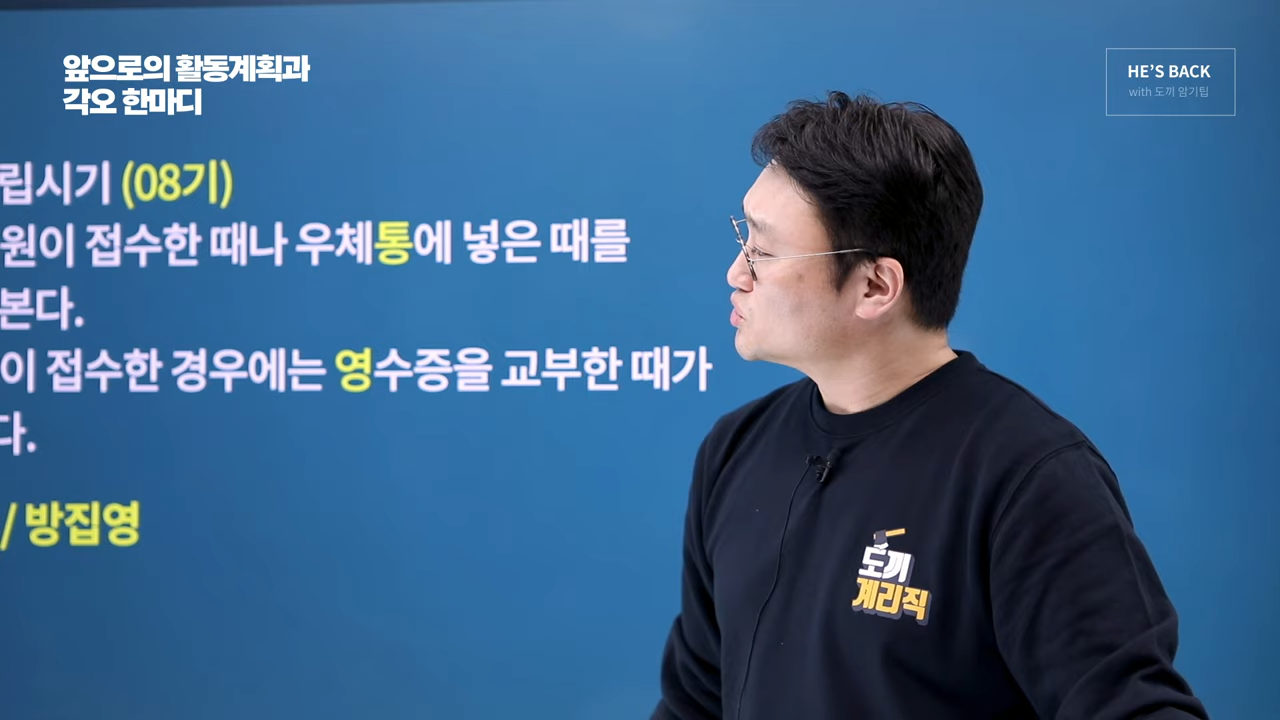 앞으로의 활동계획과
각오 한마디
HE'S BACK
with 도끼 암기팁
립시기 (08기)
원이 접수한 때나 우체통에 넣은 때를
본다.
이 접수한 경우에는 영수증을 교부한 때가
다.
/ 방집영
도끼
계리직